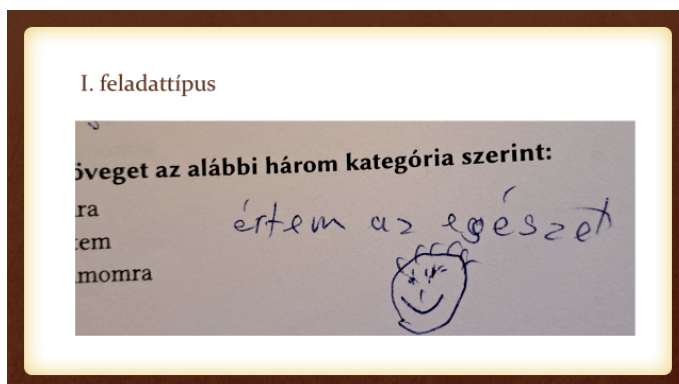 I. feladattípus
öveget az alábbi három kategória szerint:
ra
tem
momra
értem az egészet